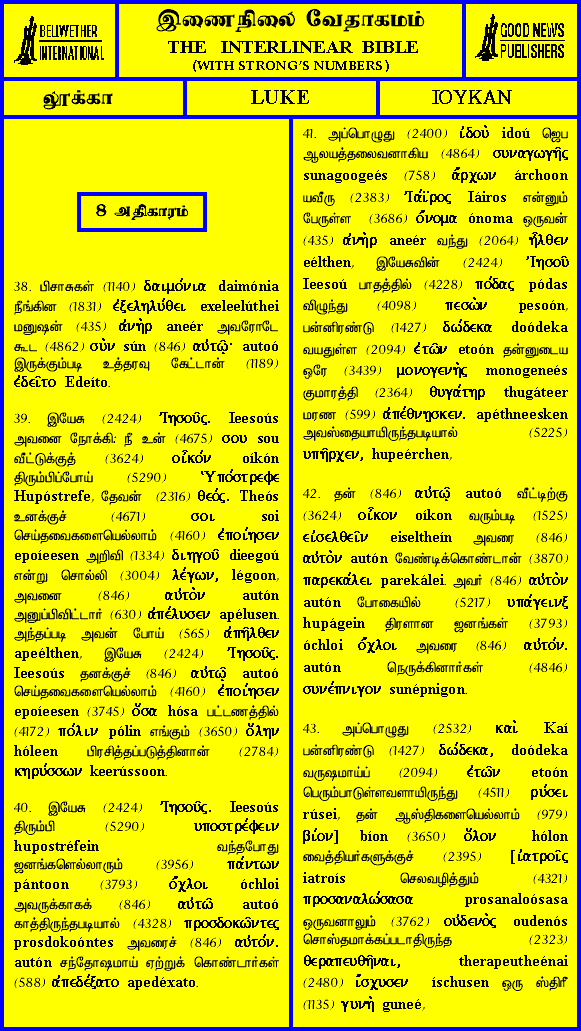 BELLWETHER
INTERNATIONAL
இணைநிலை வேதாகமம்
THE INTERLINEAR BIBLE
(WITH STRONG'S NUMBERS)
GOOD NEWS
PUBLISHERS
லூக்கா
LUKE
ΙΟΥΚΑΝ
8 அதிகாரம்
38. பிசாசுகள் (1140) δαιμόνια daimónia
நீங்கின (1831) ἐξεληλύθει exeleelúthei
மனுஷன் (435) ἀνὴρ aneér அவரோடே
கூட (4862) σὺν sún (846) αὐτῷ· autoó
இருக்கும்படி உத்தரவு கேட்டான் (1189)
ἐδεῖτο Edeíto.
39. இயேசு (2424) Ἰησοῦς. Ieesoús
அவனை நோக்கி: நீ உன் (4675) σου sou
வீட்டுக்குத் (3624) οἶκόν oíkón
திரும்பிப்போய் (5290) Ὑπόστρεφε
Hupóstrefe, தேவன் (2316) θεός. Theós
உனக்குச் (4671) σοι soi
செய்தவைகளையெல்லாம் (4160) ἐποίησεν
epoíeesen அறிவி (1334) διηγοῦ dieegoú
என்று சொல்லி (3004) λέγων, légoon,
அவனை (846) αὐτὸν autón
அனுப்பிவிட்டார் (630) ἀπέλυσεν apélusen.
அந்தப்படி அவன் போய் (565) ἀπῆλθεν
apeélthen, இயேசு (2424) Ἰησοῦς.
Ieesoús தனக்குச் (846) αὐτῷ autoó
செய்தவைகளையெல்லாம் (4160) ἐποίησεν
epoíeesen (3745) ὅσα hósa பட்டணத்தில்
(4172) πόλιν pólin எங்கும் (3650) ὅλην
hóleen பிரசித்தப்படுத்தினான் (2784)
κηρύσσων keerússoon.
40. இயேசு (2424) Ἰησοῦς. Ieesoús
திரும்பி (5290) υποστρέφειν
hupostréfein வந்தபோது
ஜனங்களெல்லாரும் (3956) πάντων
pántoon (3793) ὄχλοι óchloi
அவருக்காகக் (846) αὐτῶ autoó
காத்திருந்தபடியால் (4328) προσδοκῶντες
prosdokoóntes அவரைச் (846) αὐτόν.
autón சந்தோஷமாய் ஏற்றுக் கொண்டார்கள்
(588) ἀπεδέξατο apedéxato.
41. அப்பொழுது (2400) ἰδοὺ idoú ஜெப
ஆலயத்தலைவனாகிய (4864) συναγωγῆς
sunagoogeés (758) ἄρχων árchoon
யவீரு (2383) Ἰάϊρος Iáiros என்னும்
பேருள்ள (3686) ὄνομα ónoma ஒருவன்
(435) ἀνὴρ aneér வந்து (2064) ἦλθεν
eélthen, இயேசுவின் (2424) Ἰησοῦ
Ieesoú பாதத்தில் (4228) πόδας pódas
விழுந்து (4098) πεσὼν pesoón,
பன்னிரண்டு (1427) δώδεκα doódeka
வயதுள்ள (2094) ἐτῶν etoón தன்னுடைய
ஒரே (3439) μονογενὴς monogeneés
குமாரத்தி (2364) θυγάτηρ thugáteer
மரண (599) ἀπέθνησκεν. apéthneesken
அவஸ்தையாயிருந்தபடியால் (5225)
υπῆρχεν, hupeérchen,
42. தன் (846) αὐτῷ autoó வீட்டிற்கு
(3624) οἶκον oíkon வரும்படி (1525)
εἰσελθεῖν eiseltheín அவரை (846)
αὐτὸν autón வேண்டிக்கொண்டான் (3870)
παρεκάλει parekálei. அவர் (846) αὐτὸν
autón போகையில் (5217) υπάγεινξ
hupágein திரளான ஜனங்கள் (3793)
óchloi ὄχλοι அவரை (846) αὐτόν.
autón நெருக்கினார்கள் (4846)
συνέπνιγον sunépnigon.
43. அப்பொழுது (2532) καὶ Kaí
பன்னிரண்டு (1427) δώδεκα, doódeka
வருஷமாய்ப் (2094) ἐτῶν etoón
பெரும்பாடுள்ளவளாயிருந்து (4511) ρύσει
rúsei, தன் ஆஸ்திகளையெல்லாம் (979)
βίον] bíon (3650) ὅλον hólon
வைத்தியர்களுக்குச் (2395) [ἰατροῖς
iatroís செலவழித்தும் (4321)
προσαναλώσασα prosanaloósasa
ஒருவனாலும் (3762) οὐδενὸς oudenós
சொஸ்தமாக்கப்படாதிருந்த (2323)
θεραπευθῆναι, therapeutheénai
(2480) ἴσχυσεν íschusen ஒரு ஸ்திரீ
(1135) γυνὴ guneé,